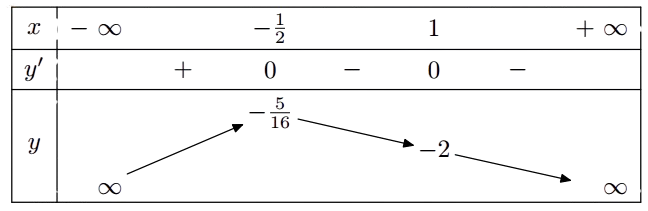 x − ∞ −1/2 1 + ∞
y′ + 0 − 0 −
−5/16
y −2
∞ ∞